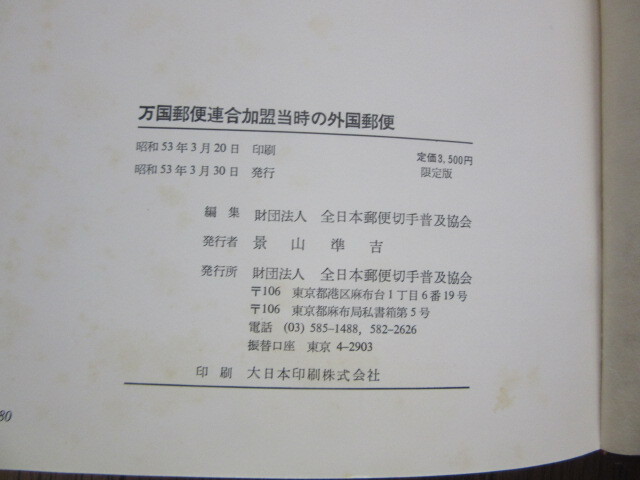 万国郵便連合加盟当時の外国郵便
昭和53年3月20日 印刷
定価3,500円
昭和53年3月30日 発行
限定版
編集 財団法人 全日本郵便切手普及協会
発行者 景山準吉
発行所 財団法人 全日本郵便切手普及協会
〒106 東京都港区麻布台1丁目6番19号
〒106 東京都麻布局私書箱第5号
電話 (03) 585-1488, 582-2626
振替口座 東京 4-2903
印刷 大日本印刷株式会社
80